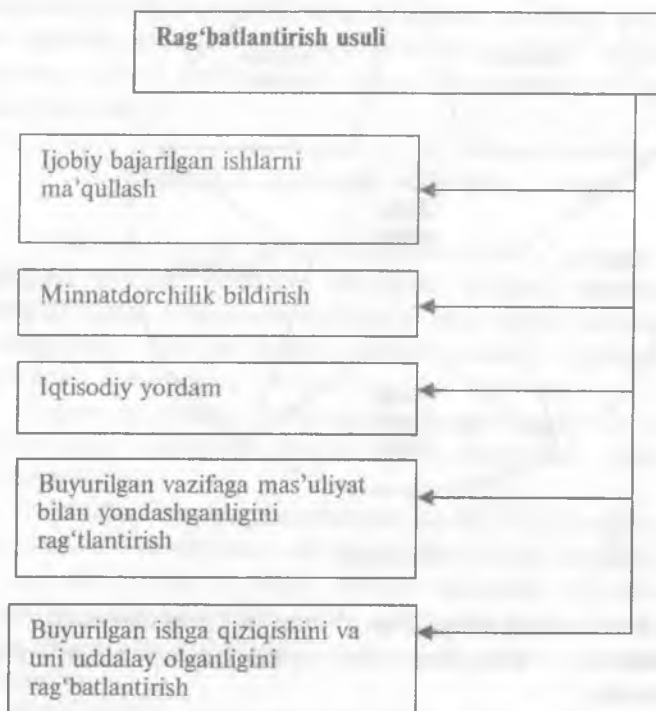 Rag‘batlantirish usuli
Ijobiy bajarilgan ishlarni
ma’qullash
Minnatdorchilik bildirish
Iqtisodiy yordam
Buyurilgan vazifaga mas’uliyat
bilan yondashganligini
rag‘tlantirish
Buyurilgan ishga qiziqishini va
uni uddalay olganligini
rag‘batlantirish